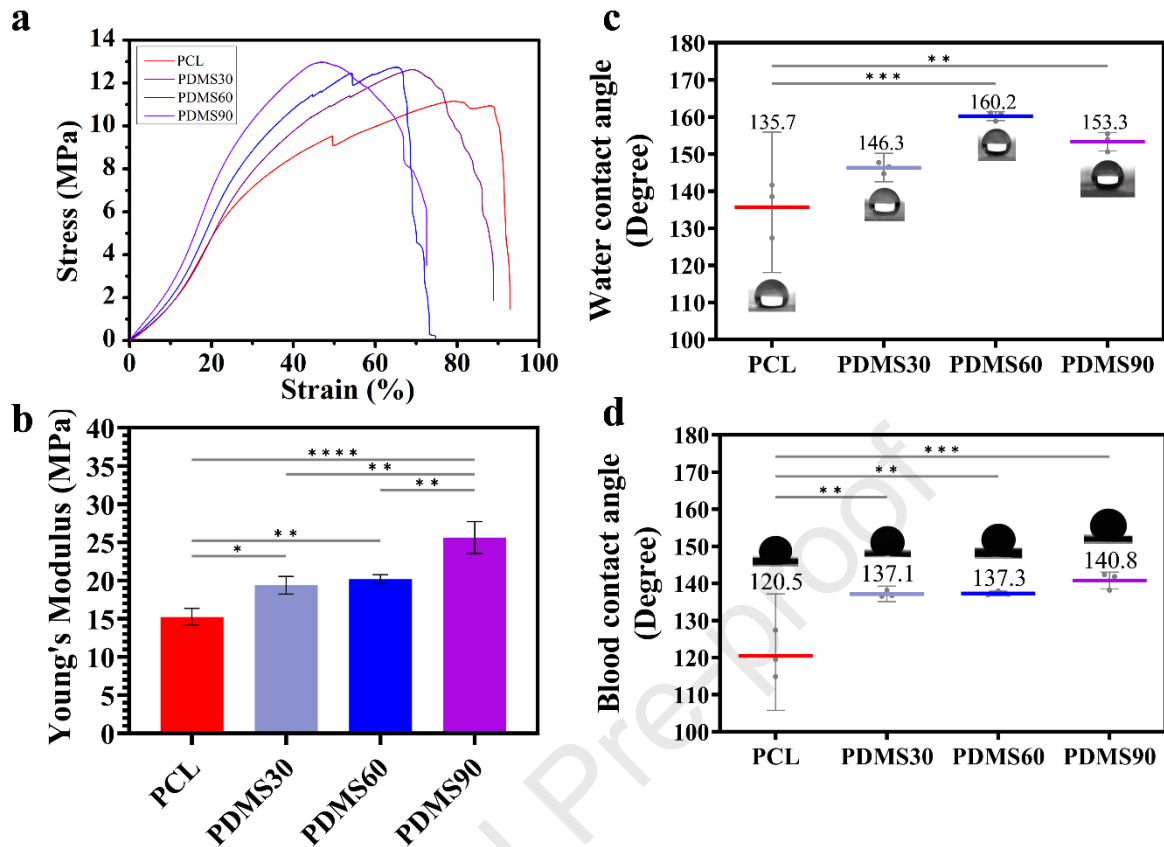 a
14
12
10
8
6
4
2
0
Stress (MPa)
PCL
PDMS30
PDMS60
PDMS90
0 20 40 60 80 100
Strain (%)
b
40
35
30
25
20
15
10
5
0
Young's Modulus (MPa)
****
**
**
**
*
PCL PDMS30 PDMS60 PDMS90
c
180
170
160
150
140
130
120
110
100
Water contact angle
(Degree)
**
***
135.7
146.3
160.2
153.3
PCL PDMS30 PDMS60 PDMS90
d
180
170
160
150
140
130
120
110
100
Blood contact angle
(Degree)
***
**
**
120.5
137.1
137.3
140.8
PCL PDMS30 PDMS60 PDMS90
Pre-proof